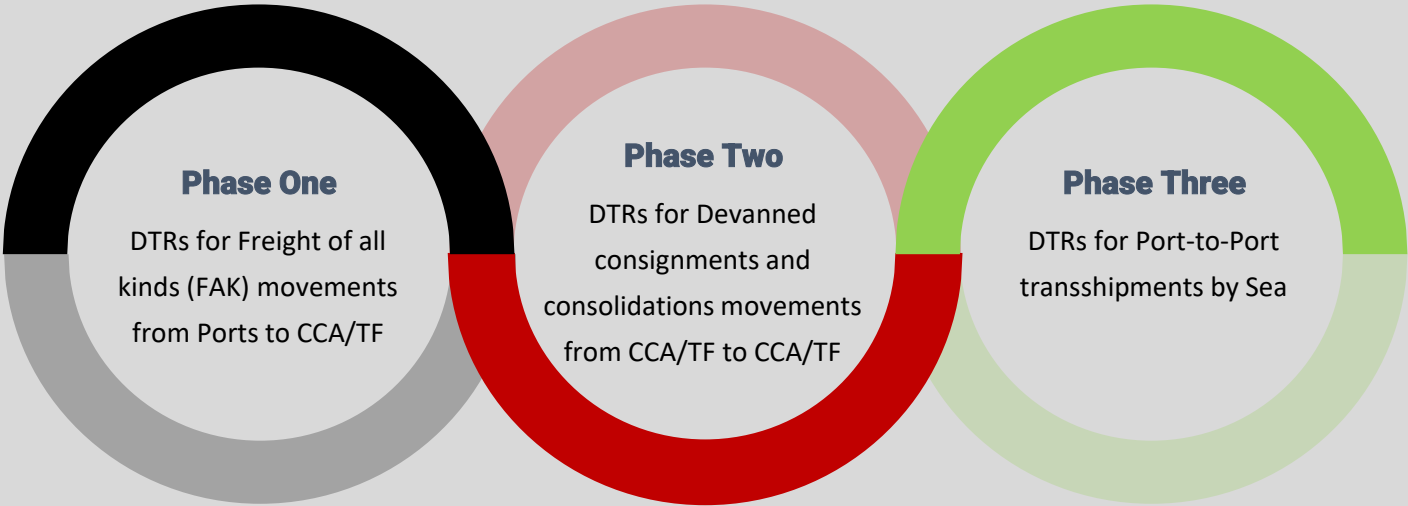 Phase One
DTRs for Freight of all
kinds (FAK) movements
from Ports to CCA/TF
Phase Two
DTRs for Devanned
consignments and
consolidations movements
from CCA/TF to CCA/TF
Phase Three
DTRs for Port-to-Port
transshipments by Sea